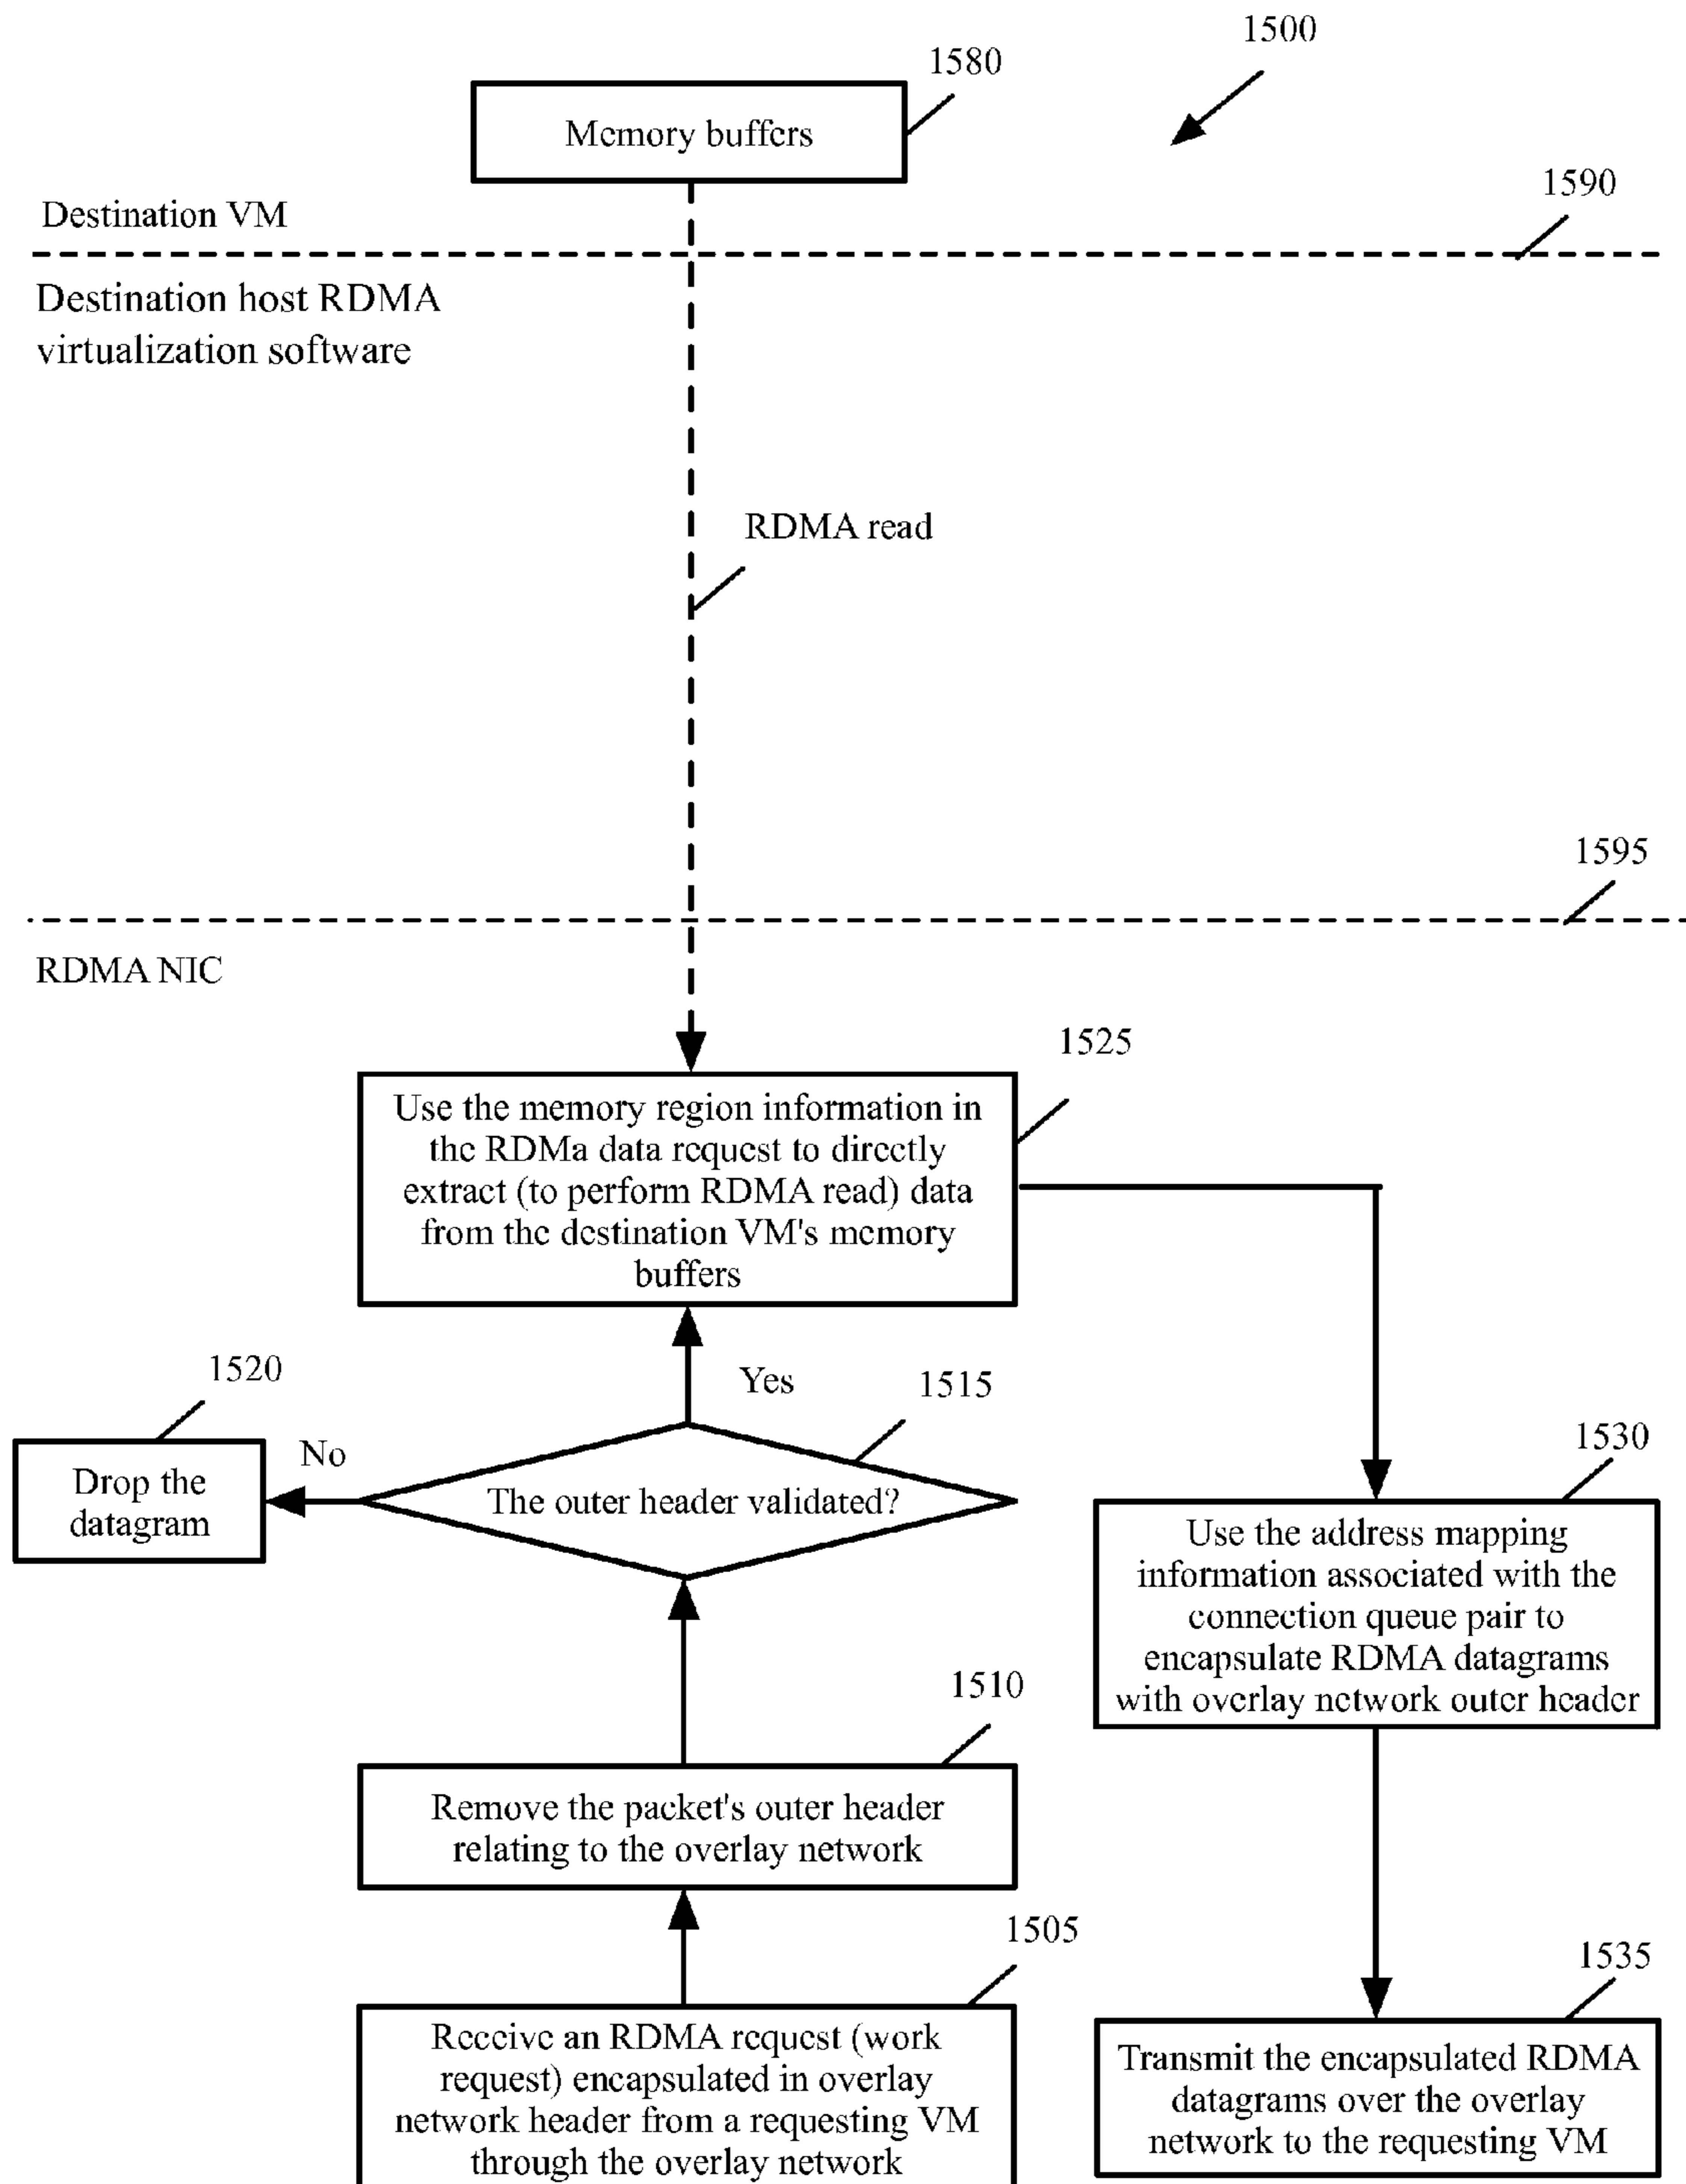 1500
1580
Memory buffers
1590
Destination VM
Destination host RDMA
virtualization software
RDMA read
1595
RDMA NIC
1525
Use the memory region information in
the RDMa data request to directly
extract (to perform RDMA read) data
from the destination VM's memory
buffers
1520
Yes
1515
No
Drop the
datagram
The outer header validated?
1530
Use the address mapping
information associated with the
connection queue pair to
encapsulate RDMA datagrams
with overlay network outer header
1510
Remove the packet's outer header
relating to the overlay network
1505
Receive an RDMA request (work
request) encapsulated in overlay
network header from a requesting VM
through the overlay network
1535
Transmit the encapsulated RDMA
datagrams over the overlay
network to the requesting VM